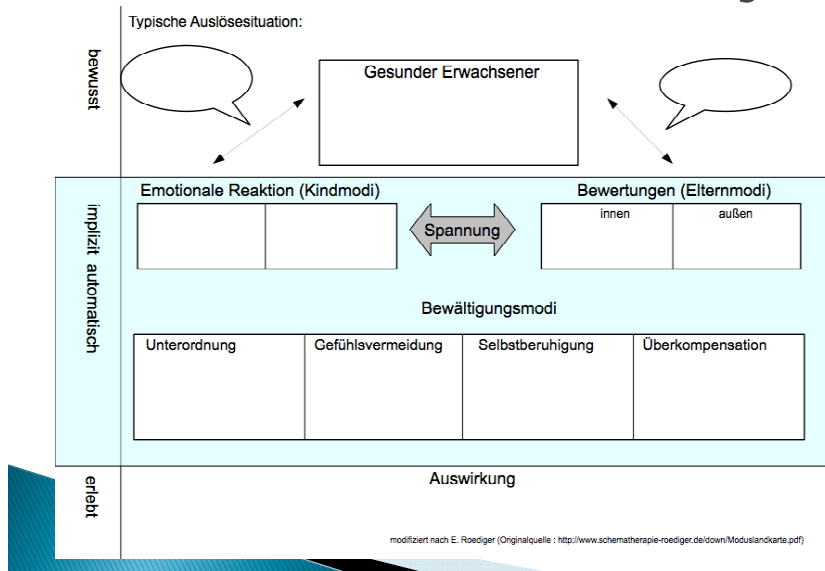 Typische Auslösesituation:
bewusst
Gesunder Erwachsener
Emotionale Reaktion (Kindmodi)
Bewertungen (Elternmodi)
innen
außen
Spannung
implizit automatisch
Bewältigungsmodi
Unterordnung
Gefühlsvermeidung
Selbstberuhigung
Überkompensation
erlebt
Auswirkung
modifiziert nach E. Roediger (Originalquelle : http://www.schematherapie-roediger.de/down/Moduslandkarte.pdf)